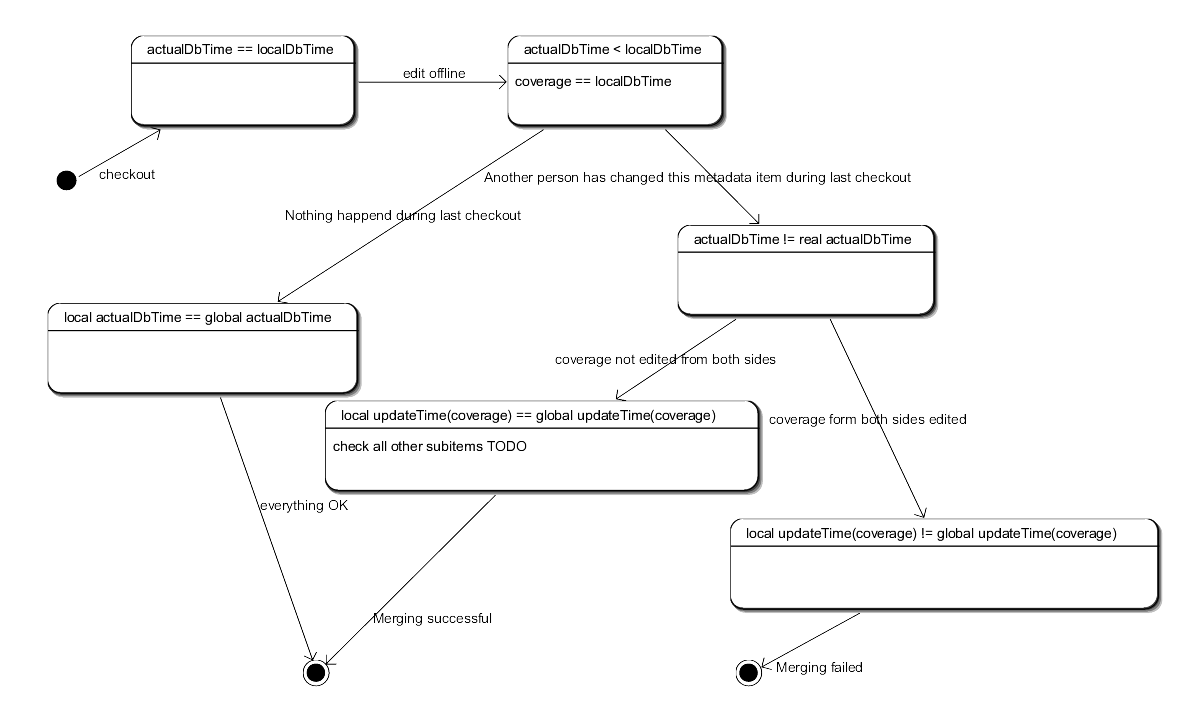 actualDbTime == localDbTime
actualDbTime < localDbTime
edit offline
coverage == localDbTime
checkout
Another person has changed this metadata item during last checkout
Nothing happend during last checkout
actualDbTime != real actualDbTime
local actualDbTime == global actualDbTime
coverage not edited from both sides
local updateTime(coverage) == global updateTime(coverage)
coverage form both sides edited
check all other subitems TODO
everything OK
local updateTime(coverage) != global updateTime(coverage)
Merging successful
Merging failed